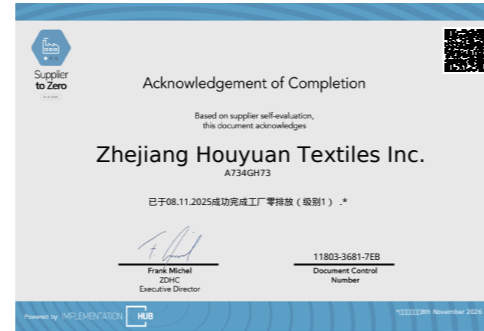 Supplier
to Zero
Acknowledgement of Completion
Based on supplier self-evaluation,
this document acknowledges
Zhejiang Houyuan Textiles Inc.
A734GH73
已于08.11.2025成功完成工厂零排放（级别1） .*
11803-3681-7EB
Frank Michel
ZDHC
Executive Director
Document Control
Number
Powered by IMPLEMENTATION HUB
*□□□□□□8th November 2026